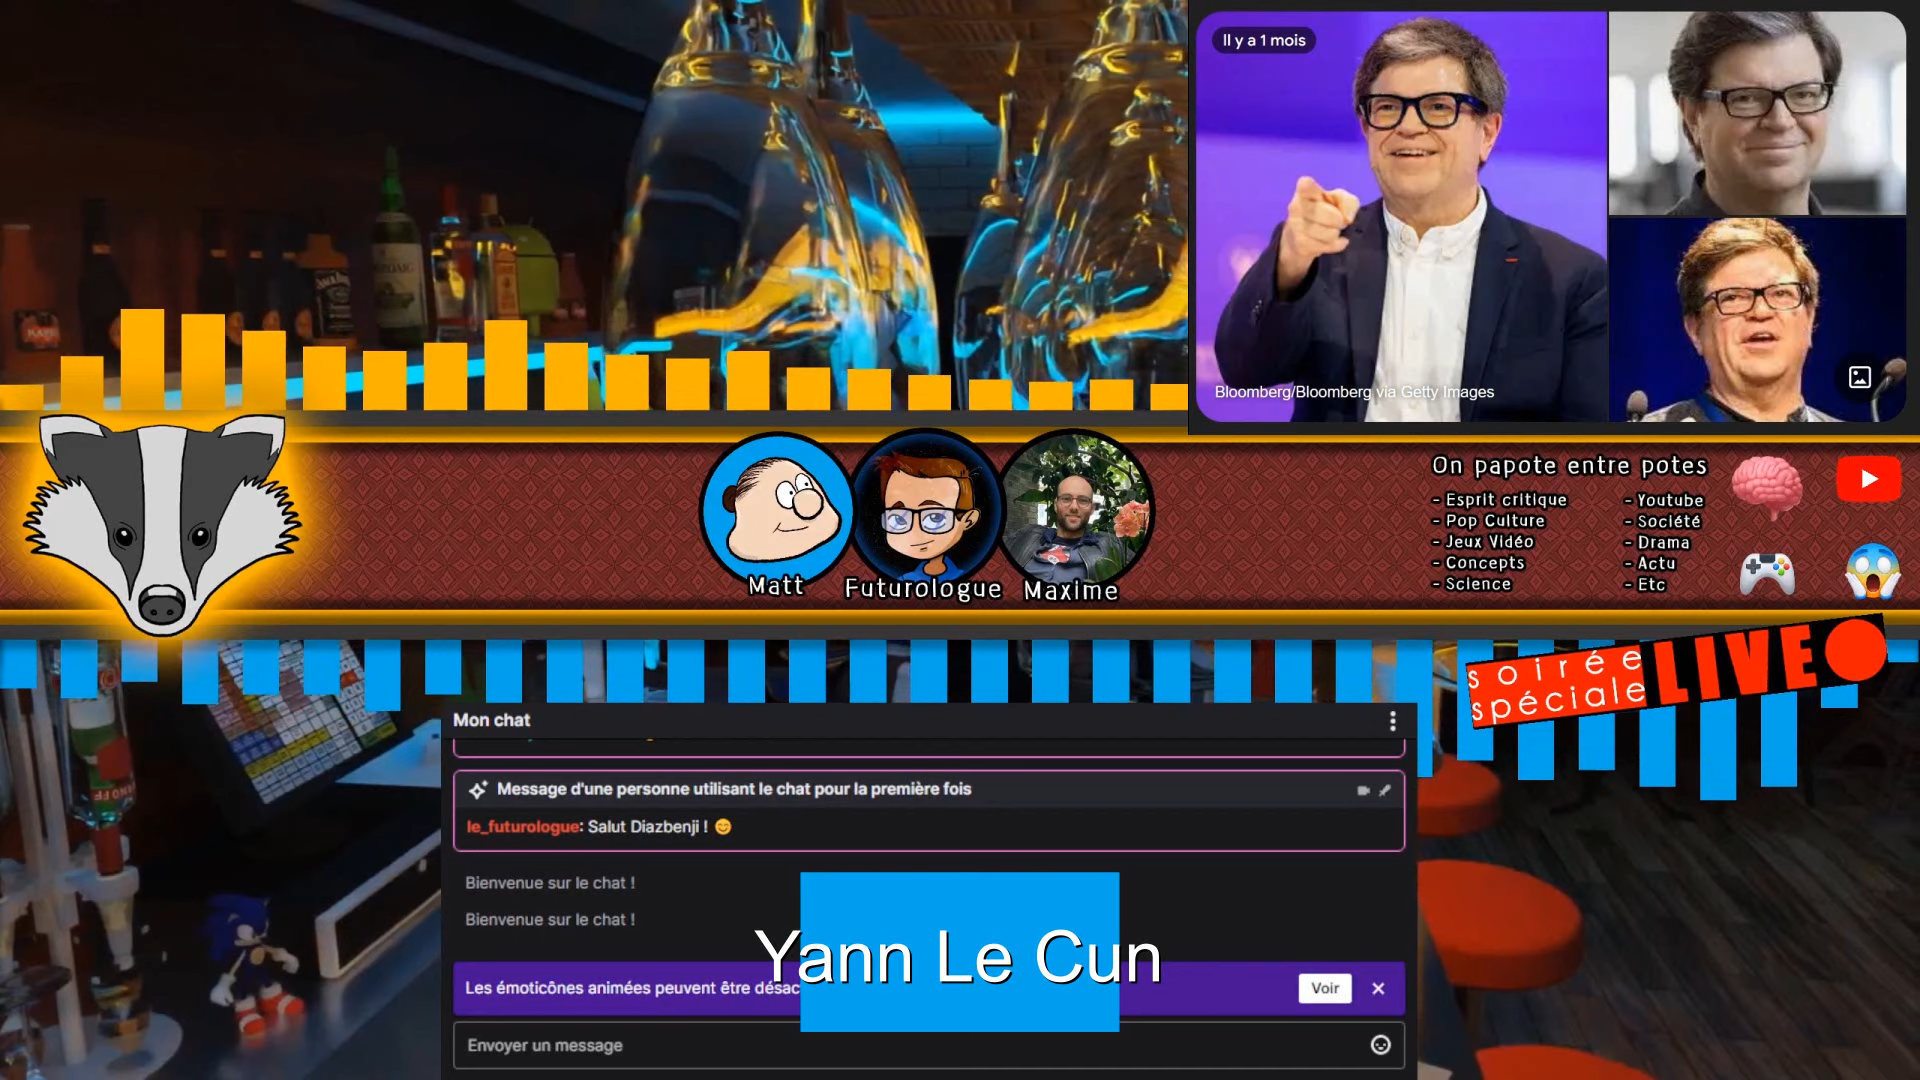 Il y a 1 mois
Bloomberg/Bloomberg via Getty Images
JACK DANIEL'S
Matt
Futurologue
Maxime
On papote entre potes
- Esprit critique
- Pop Culture
- Jeux Vidéo
- Concepts
- Science
- Youtube
- Société
- Drama
- Actu
- Etc
soirée
spéciale
LIVE
Mon chat
Message d'une personne utilisant le chat pour la première fois
le_futurologue: Salut Diazbenji !
Bienvenue sur le chat !
Bienvenue sur le chat !
Yann Le Cun
Les émoticônes animées peuvent être désac
Voir
Envoyer un message